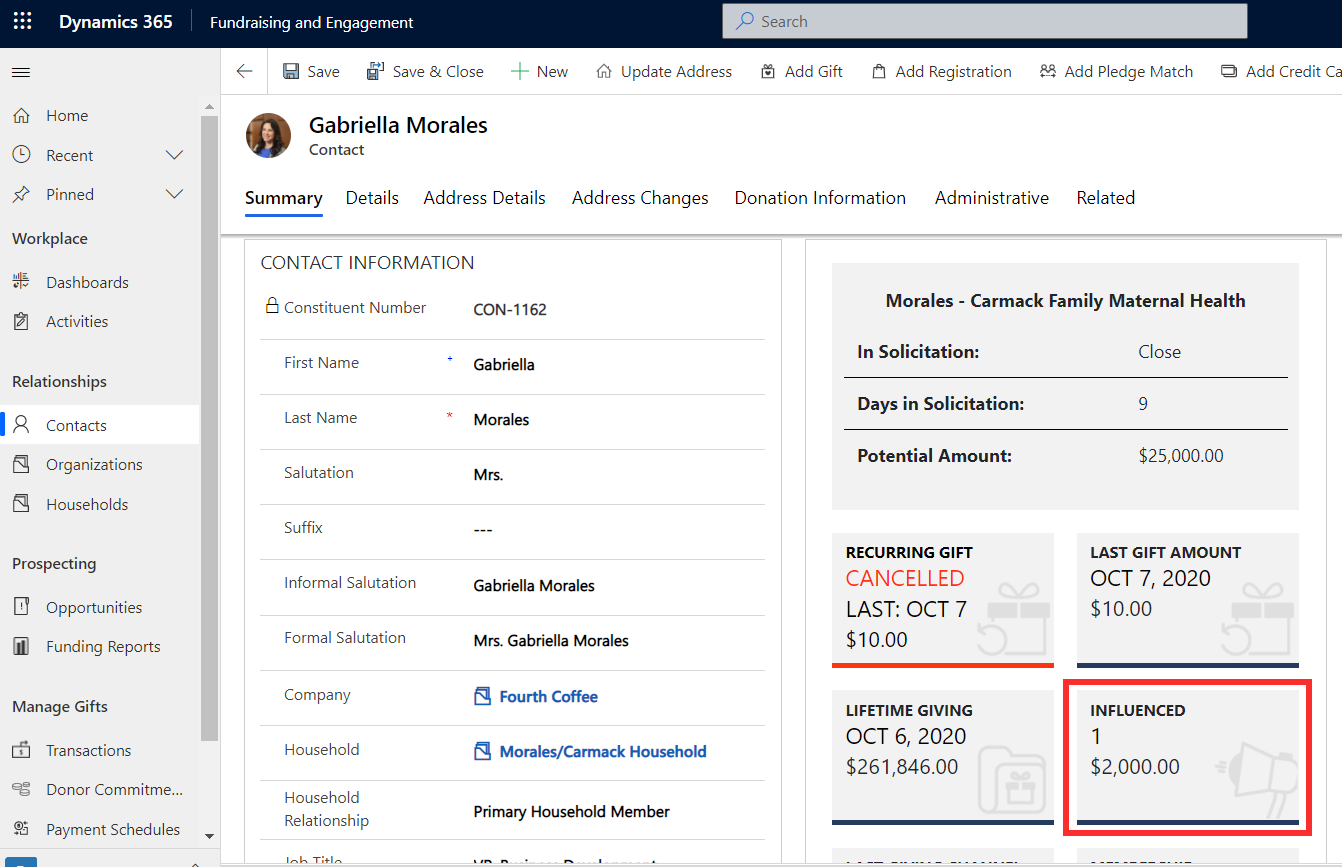 Dynamics 365
Fundraising and Engagement
Search
Save
Save & Close
New
Update Address
Add Gift
Add Registration
Add Pledge Match
Add Credit Ca
Home
Recent
Pinned
Workplace
Dashboards
Activities
Relationships
Contacts
Organizations
Households
Prospecting
Opportunities
Funding Reports
Manage Gifts
Transactions
Donor Commitme...
Payment Schedules
Gabriella Morales
Contact
Summary
Details
Address Details
Address Changes
Donation Information
Administrative
Related
CONTACT INFORMATION
Constituent Number CON-1162
First Name + Gabriella
Last Name * Morales
Salutation Mrs.
Suffix ---
Informal Salutation Gabriella Morales
Formal Salutation Mrs. Gabriella Morales
Company Fourth Coffee
Household Morales/Carmack Household
Household
Relationship
Primary Household Member
Job Title VP, Business Development
Morales - Carmack Family Maternal Health
In Solicitation: Close
Days in Solicitation: 9
Potential Amount: $25,000.00
RECURRING GIFT
CANCELLED
LAST: OCT 7
$10.00
LAST GIFT AMOUNT
OCT 7, 2020
$10.00
LIFETIME GIVING
OCT 6, 2020
$261,846.00
INFLUENCED
1
$2,000.00
LAST GIVING CHANNEL
MEMBERSHIP